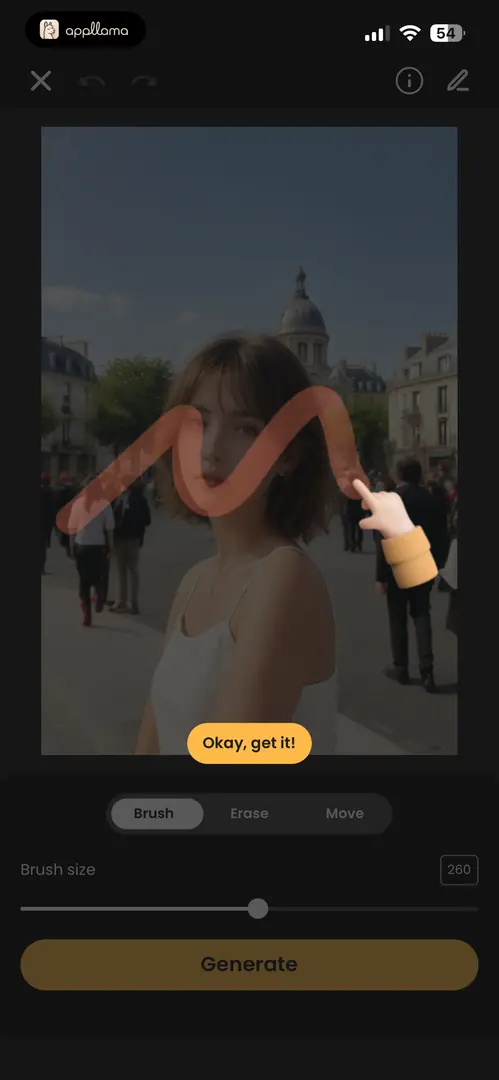 appllama
54
Okay, get it!
Brush Erase Move
Brush size 260
Generate